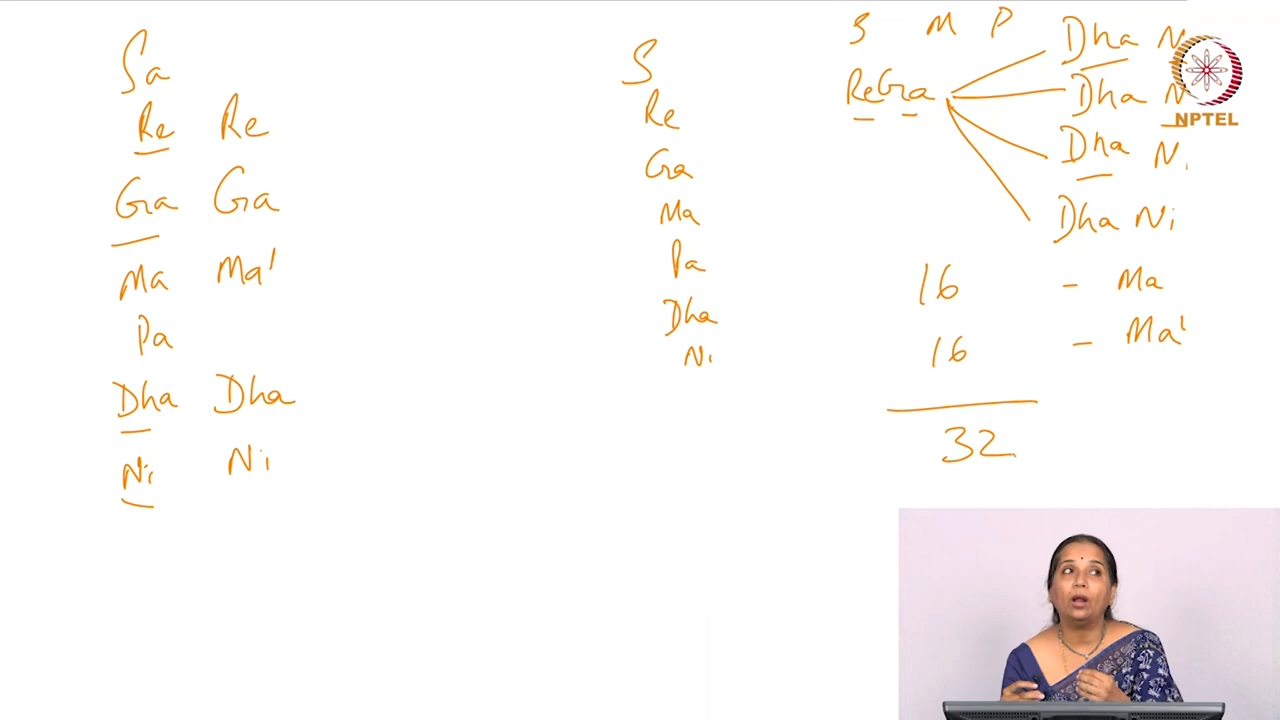 Sa
Re Re
Ga Ga
Ma Ma'
Pa
Dha Dha
Ni Ni
S
Re
Ga
Ma
Pa
Dha
Ni
S M P
ReGa
Dha
Dha
Dha Ni
Dha Ni
16 - Ma
16 - Ma'
32
NPTEL